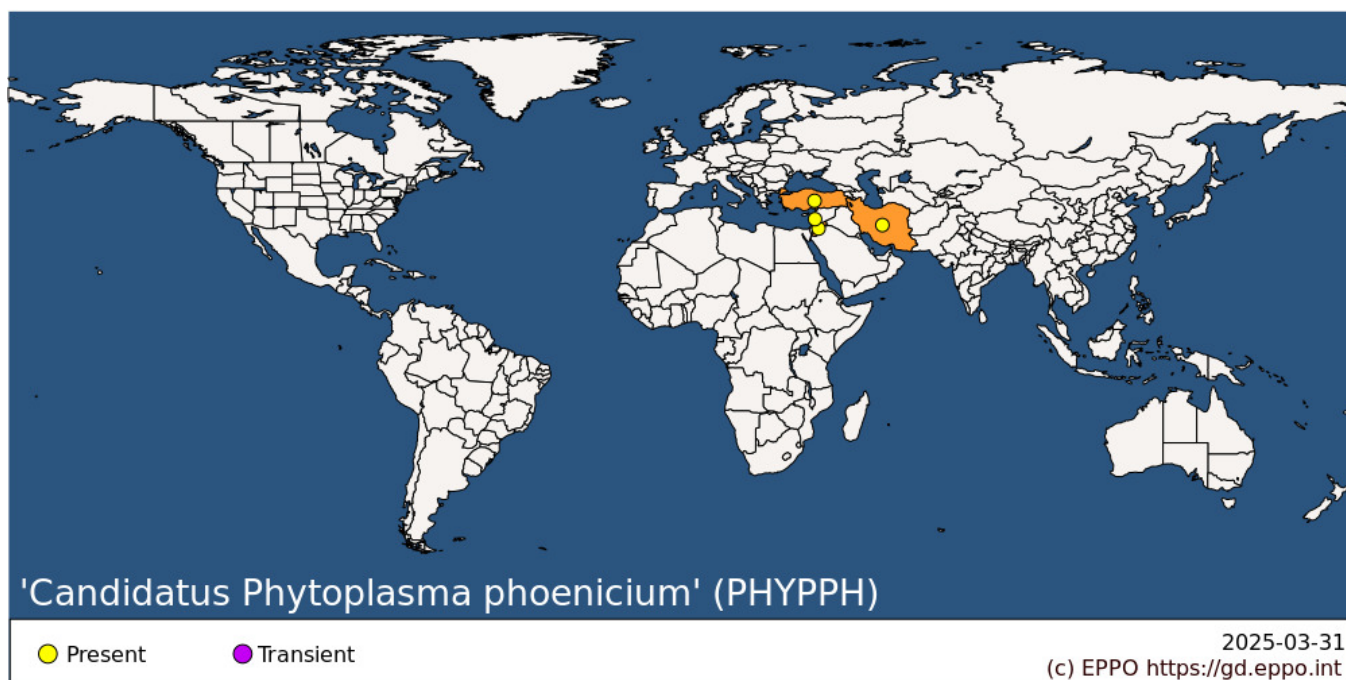 'Candidatus Phytoplasma phoenicium' (PHYPPH)
Present
Transient
2025-03-31
(c) EPPO https://gd.eppo.int